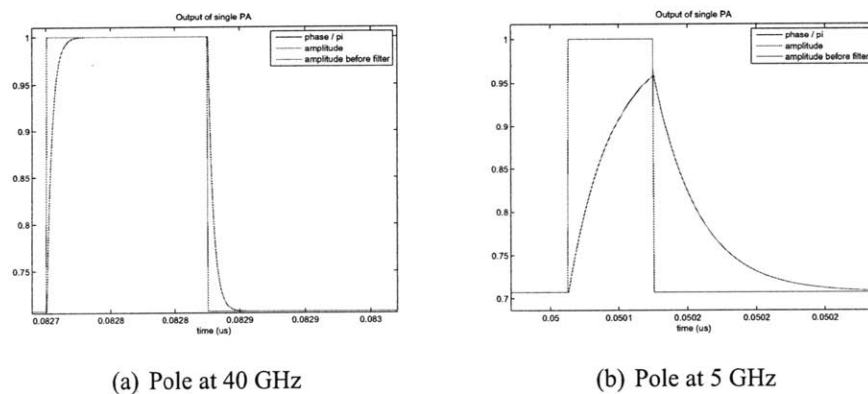 Output of single PA
phase / pi
amplitude
amplitude before filter
1
0.95
0.9
0.85
0.8
0.75
0.0827
0.0828
0.0828
0.0829
0.0829
0.083
time (us)
(a) Pole at 40 GHz
Output of single PA
phase / pi
amplitude
amplitude before filter
1
0.95
0.9
0.85
0.8
0.75
0.7
0.05
0.0501
0.0502
0.0502
0.0502
time (us)
(b) Pole at 5 GHz